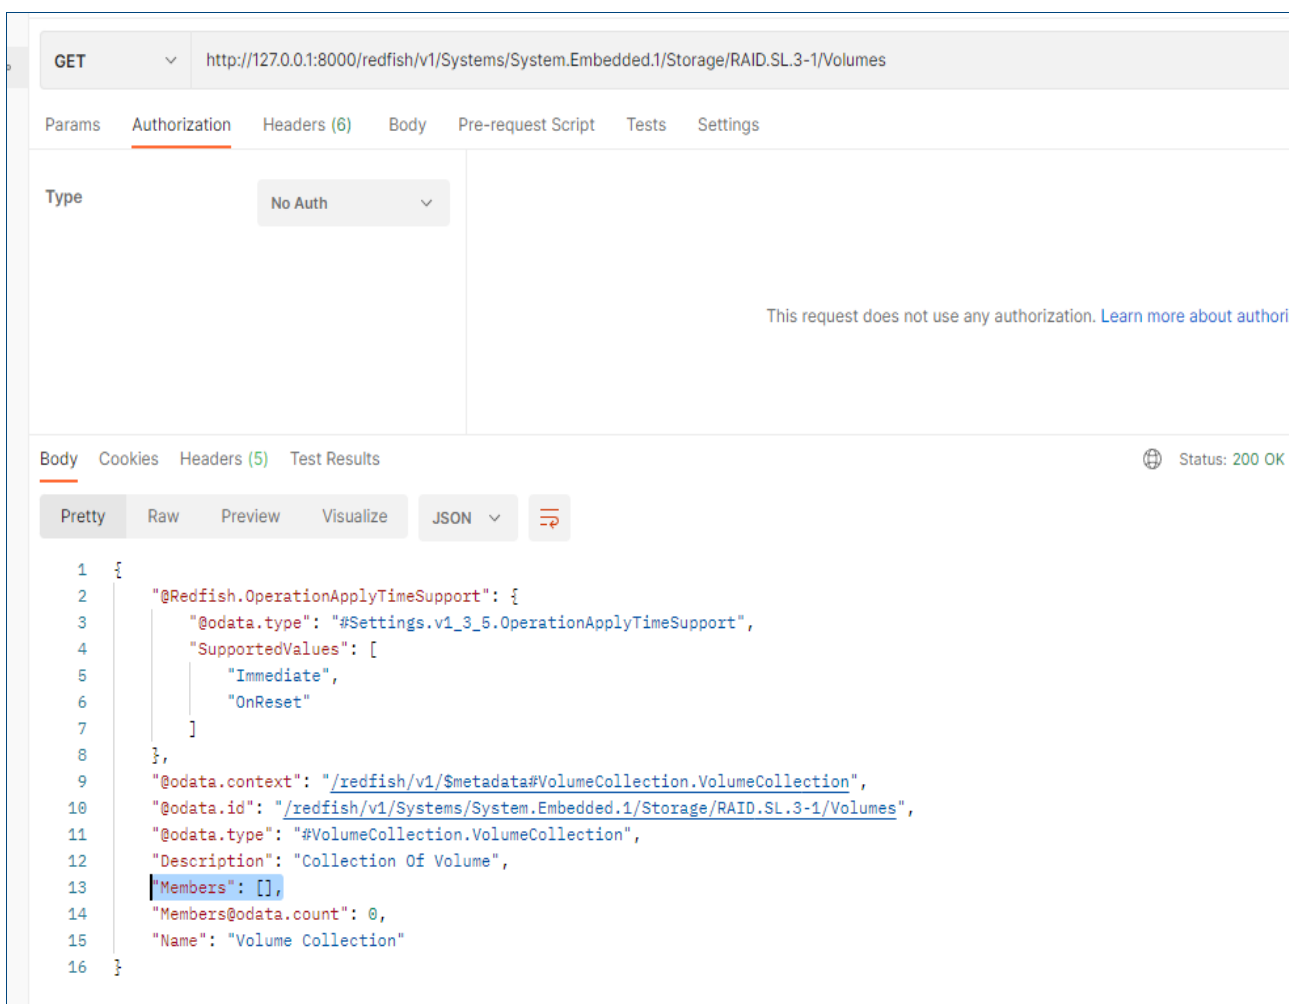 GET http://127.0.0.1:8000/redfish/v1/Systems/System.Embedded.1/Storage/RAID.SL.3-1/Volumes
Params Authorization Headers (6) Body Pre-request Script Tests Settings
Type No Auth
This request does not use any authorization. Learn more about authori
Body Cookies Headers (5) Test Results Status: 200 OK
Pretty Raw Preview Visualize JSON
1 {
2 "@Redfish.OperationApplyTimeSupport": {
3 "@odata.type": "#Settings.v1_3_5.OperationApplyTimeSupport",
4 "SupportedValues": [
5 "Immediate",
6 "OnReset"
7 ]
8 },
9 "@odata.context": "/redfish/v1/$metadata#VolumeCollection.VolumeCollection",
10 "@odata.id": "/redfish/v1/Systems/System.Embedded.1/Storage/RAID.SL.3-1/Volumes",
11 "@odata.type": "#VolumeCollection.VolumeCollection",
12 "Description": "Collection Of Volume",
13 "Members": [],
14 "Members@odata.count": 0,
15 "Name": "Volume Collection"
16 }